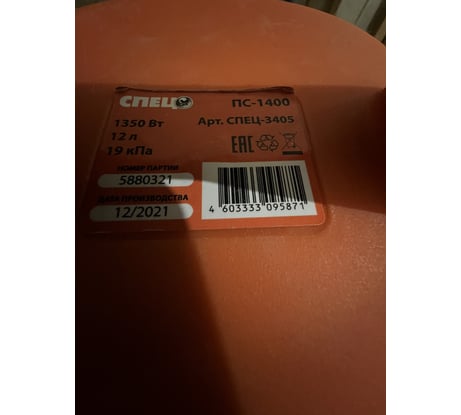 СПЕЦ ПС-1400
1350 Вт Арт. СПЕЦ-3405
12 л
19 кПа
EAC
НОМЕР ПАРТИИ
5880321
ДАТА ПРОИЗВОДСТВА
12/2021
4 603333 095871